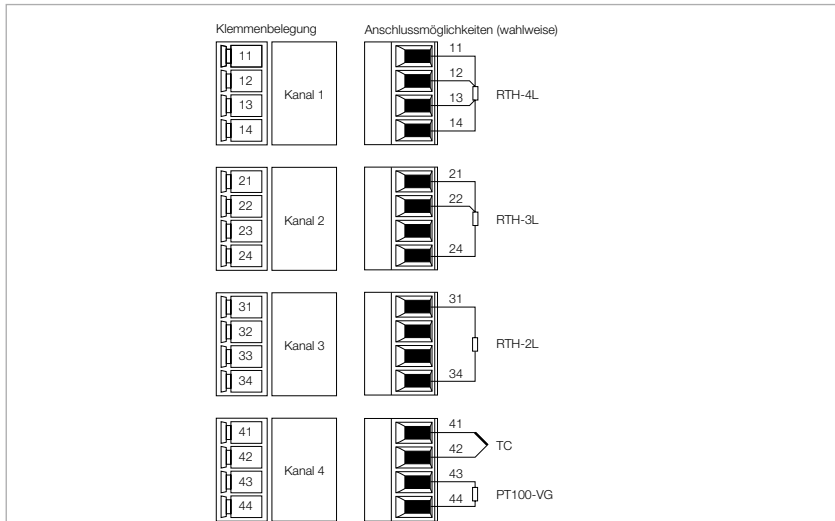 Klemmenbelegung
Anschlussmöglichkeiten (wahlweise)
11
12
13
14
Kanal 1
11
12
13
14
RTH-4L
21
22
23
24
Kanal 2
21
22
24
RTH-3L
31
32
33
34
Kanal 3
31
34
RTH-2L
41
42
43
44
Kanal 4
41
42
43
44
TC
PT100-VG